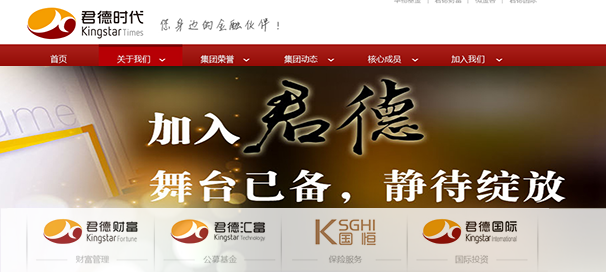 君德时代
Kingstar Times
您身边的金融伙伴！
首页 关于我们 集团荣誉 集团动态 核心成员 加入我们
ume
加入君德
舞台已备，静待绽放
君德财富
Kingstar Fortune
财富管理
君德汇富
Kingstar Technology
公募基金
KSGHI
国恒
保险服务
君德国际
Kingstar International
国际投资